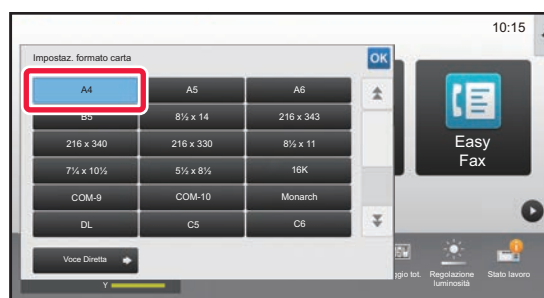 10:15
Impostaz. formato carta
OK
A4 A5 A6
B5 8½ x 14 216 x 343
216 x 340 216 x 330 8½ x 11
7¼ x 10½ 5½ x 8½ 16K
COM-9 COM-10 Monarch
DL C5 C6
Easy
Fax
Voce Diretta
Y
ggio tot.
Regolazione
luminosità
Stato lavoro